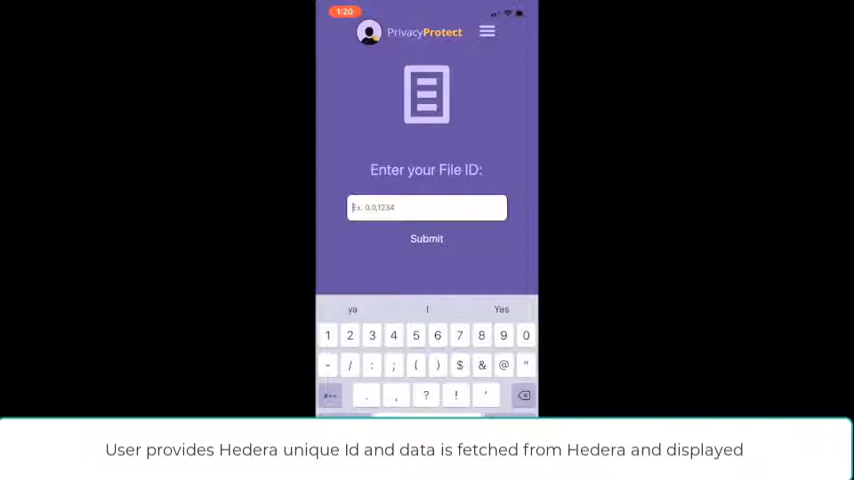 1:20
PrivacyProtect
Enter your File ID:
Ex. 0.0.1234
Submit
ya I Yes
1 2 3 4 5 6 7 8 9 0
- / : ; ( ) $ & @ "
#+= . , ? ! '
User provides Hedera unique Id and data is fetched from Hedera and displayed